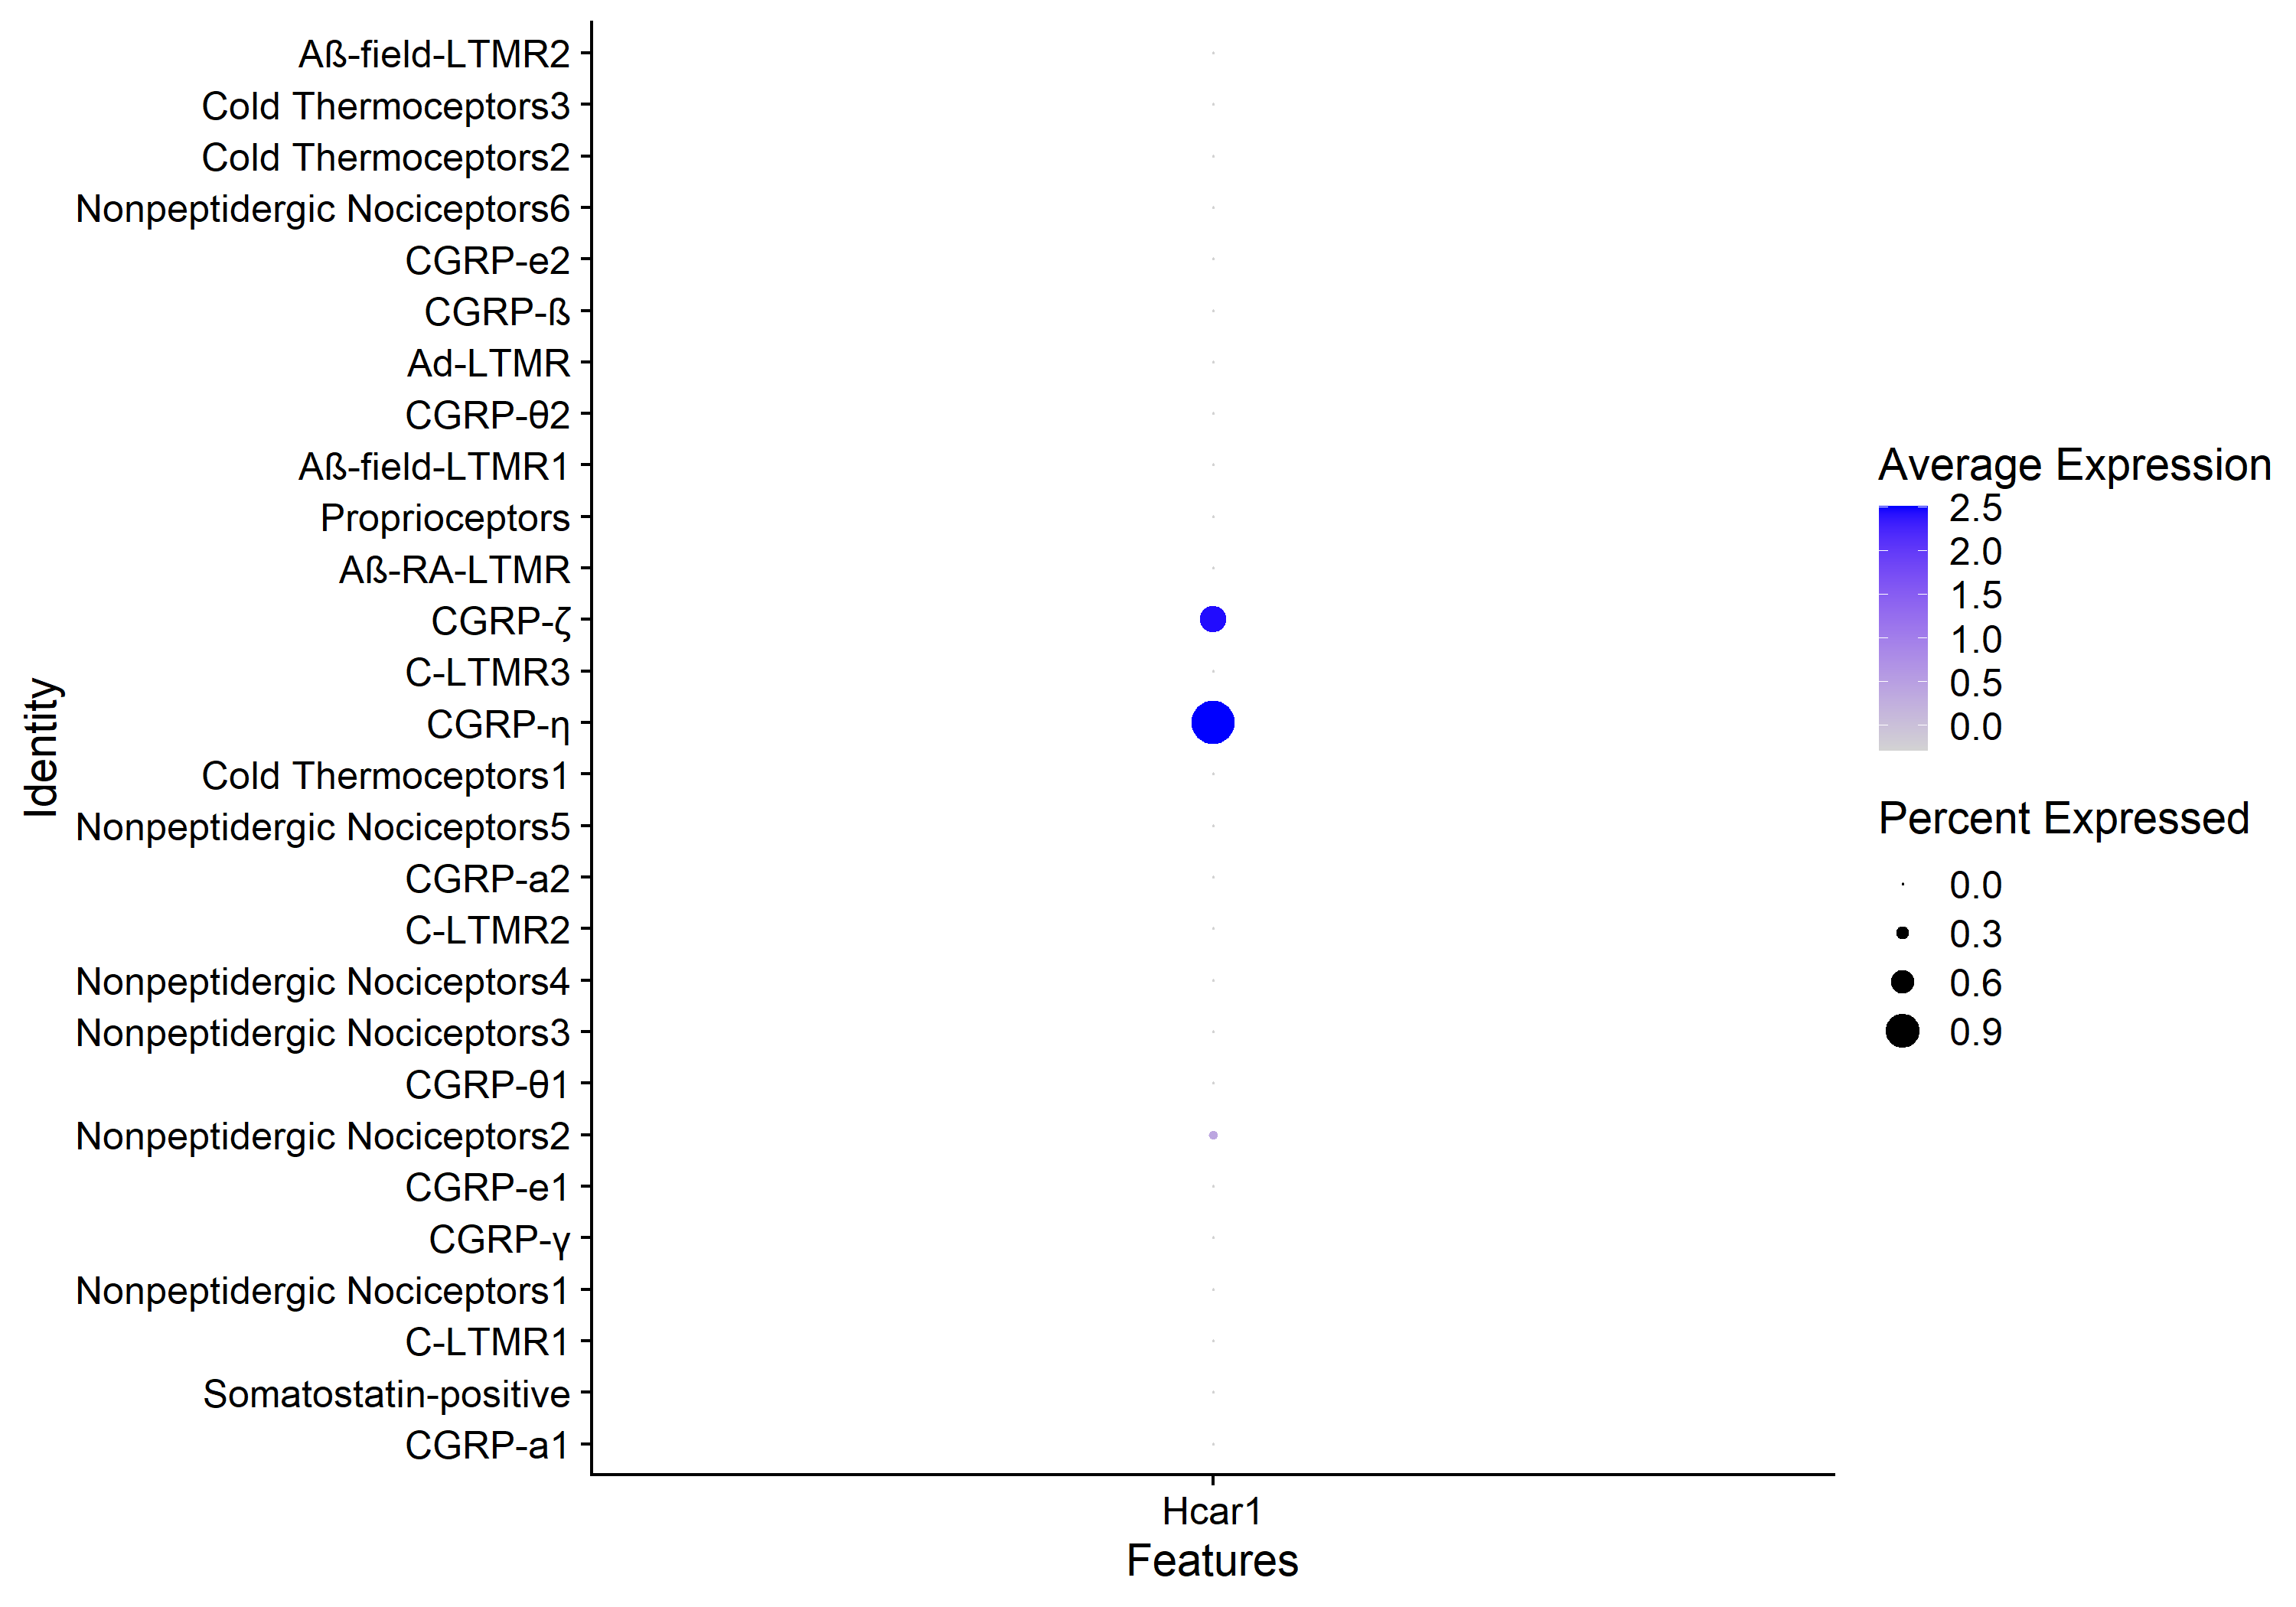 Aß-field-LTMR2
Cold Thermoceptors3
Cold Thermoceptors2
Nonpeptidergic Nociceptors6
CGRP-e2
CGRP-ß
Ad-LTMR
CGRP-θ2
Aß-field-LTMR1
Proprioceptors
Aß-RA-LTMR
CGRP-ζ
C-LTMR3
CGRP-η
Cold Thermoceptors1
Nonpeptidergic Nociceptors5
CGRP-a2
C-LTMR2
Nonpeptidergic Nociceptors4
Nonpeptidergic Nociceptors3
CGRP-θ1
Nonpeptidergic Nociceptors2
CGRP-e1
CGRP-γ
Nonpeptidergic Nociceptors1
C-LTMR1
Somatostatin-positive
CGRP-a1
Identity
Hcar1
Features
Average Expression
2.5
2.0
1.5
1.0
0.5
0.0
Percent Expressed
0.0
0.3
0.6
0.9